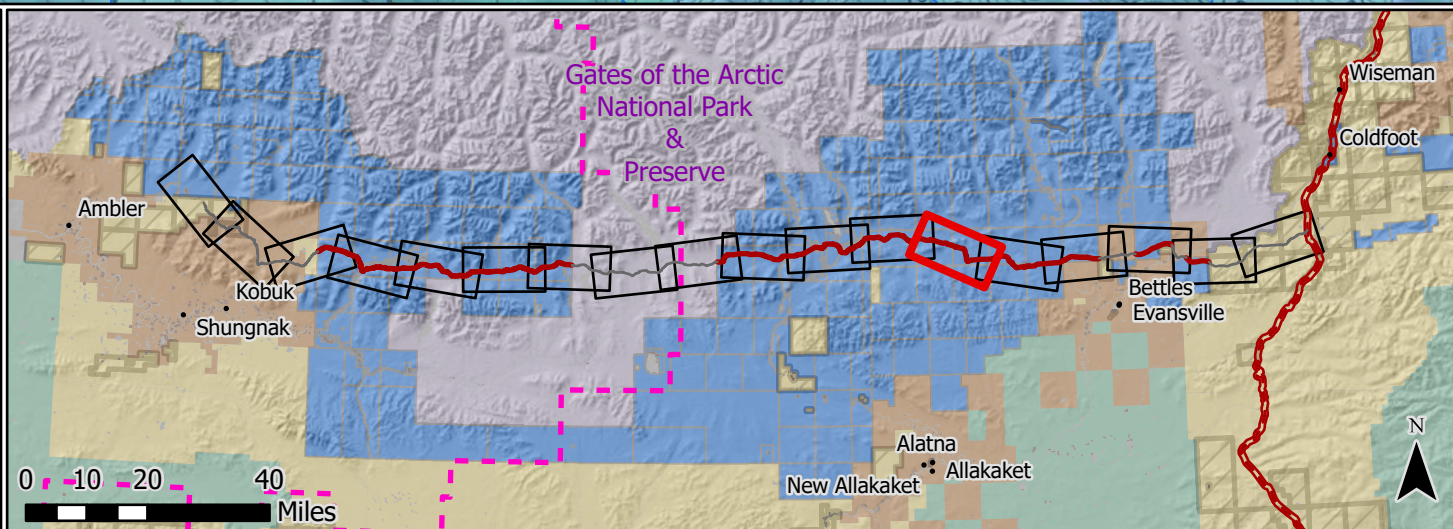 Gates of the Arctic
National Park
&
Preserve
Wiseman
Coldfoot
Ambler
Kobuk
Shungnak
Bettles
Evansville
Alatna
Allakaket
New Allakaket
N
0 10 20 40
Miles